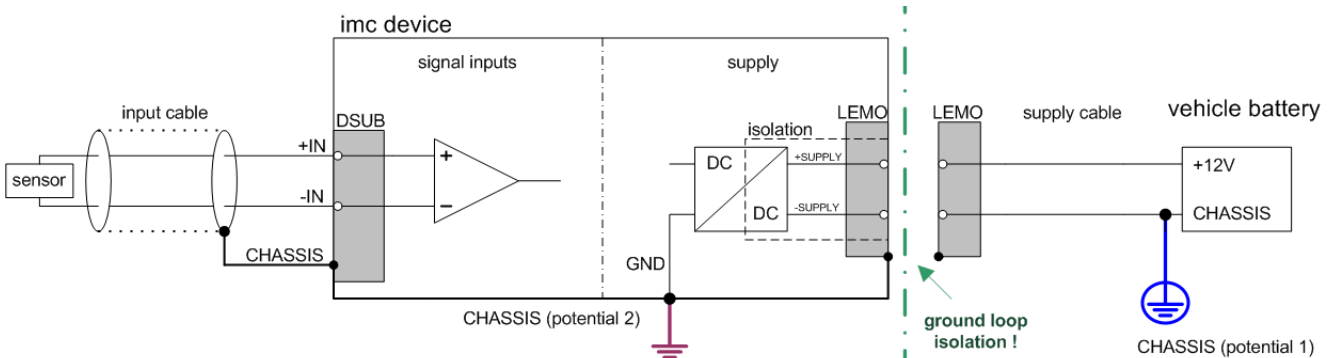 imc device
signal inputs
supply
input cable
DSUB
LEMO
LEMO
supply cable
vehicle battery
isolation
+IN
+
DC
+SUPPLY
+12V
sensor
-IN
−
DC
-SUPPLY
CHASSIS
CHASSIS
GND
CHASSIS (potential 2)
ground loop
isolation !
CHASSIS (potential 1)